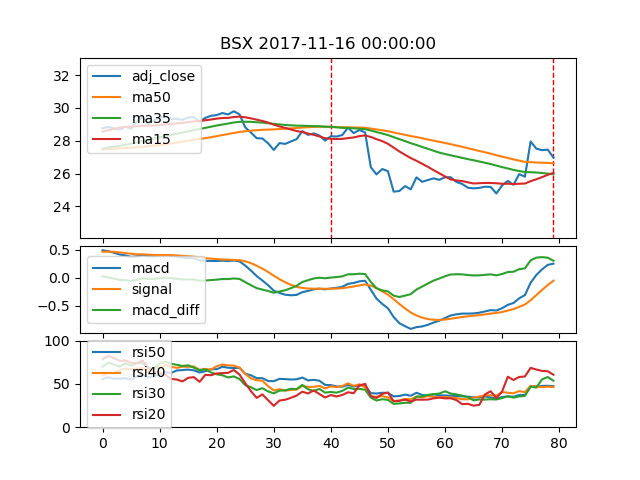 BSX 2017-11-16 00:00:00
32
30
28
26
24
adj_close
ma50
ma35
ma15
0.5
0.0
−0.5
macd
signal
macd_diff
100
50
0
rsi50
rsi40
rsi30
rsi20
0 10 20 30 40 50 60 70 80